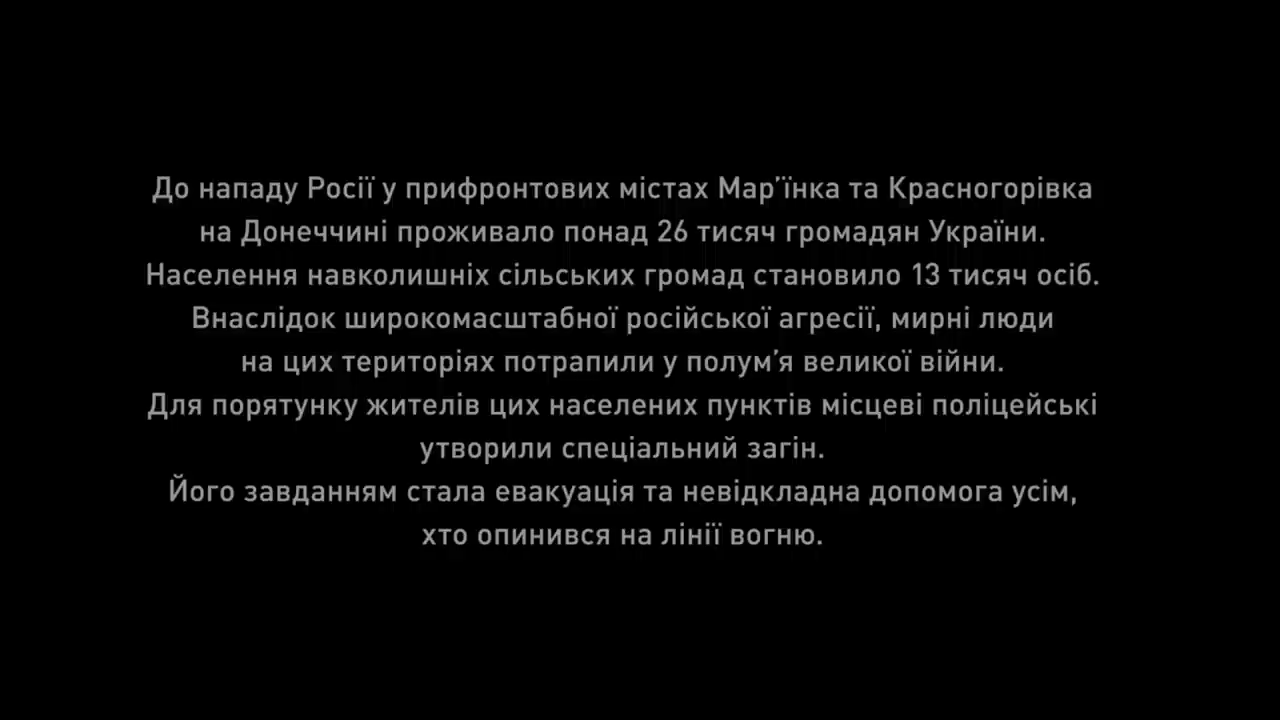 До нападу Росії у прифронтових містах Мар’їнка та Красногорівка
на Донеччині проживало понад 26 тисяч громадян України.
Населення навколишніх сільських громад становило 13 тисяч осіб.
Внаслідок широкомасштабної російської агресії, мирні люди
на цих територіях потрапили у полум’я великої війни.
Для порятунку жителів цих населених пунктів місцеві поліцейські
утворили спеціальний загін.
Його завданням стала евакуація та невідкладна допомога усім,
хто опинився на лінії вогню.